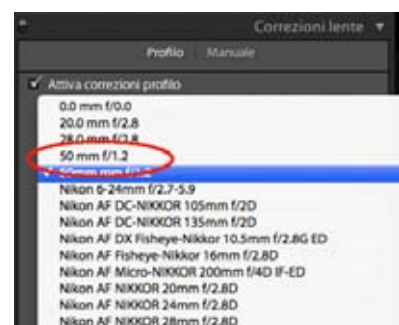 Correzioni lente
Profilo Manuale
Attiva correzioni profilo
0.0 mm f/0.0
20.0 mm f/2.8
28.0 mm f/2.8
50 mm f/1.2
Nikon 6-24mm f/2.7-5.9
Nikon AF DC-NIKKOR 105mm f/2D
Nikon AF DC-NIKKOR 135mm f/2D
Nikon AF DX Fisheye-Nikkor 10.5mm f/2.8G ED
Nikon AF Fisheye-Nikkor 16mm f/2.8D
Nikon AF Micro-NIKKOR 200mm f/4D IF-ED
Nikon AF NIKKOR 20mm f/2.8D
Nikon AF NIKKOR 24mm f/2.8D
Nikon AF NIKKOR 28mm f/2.8D